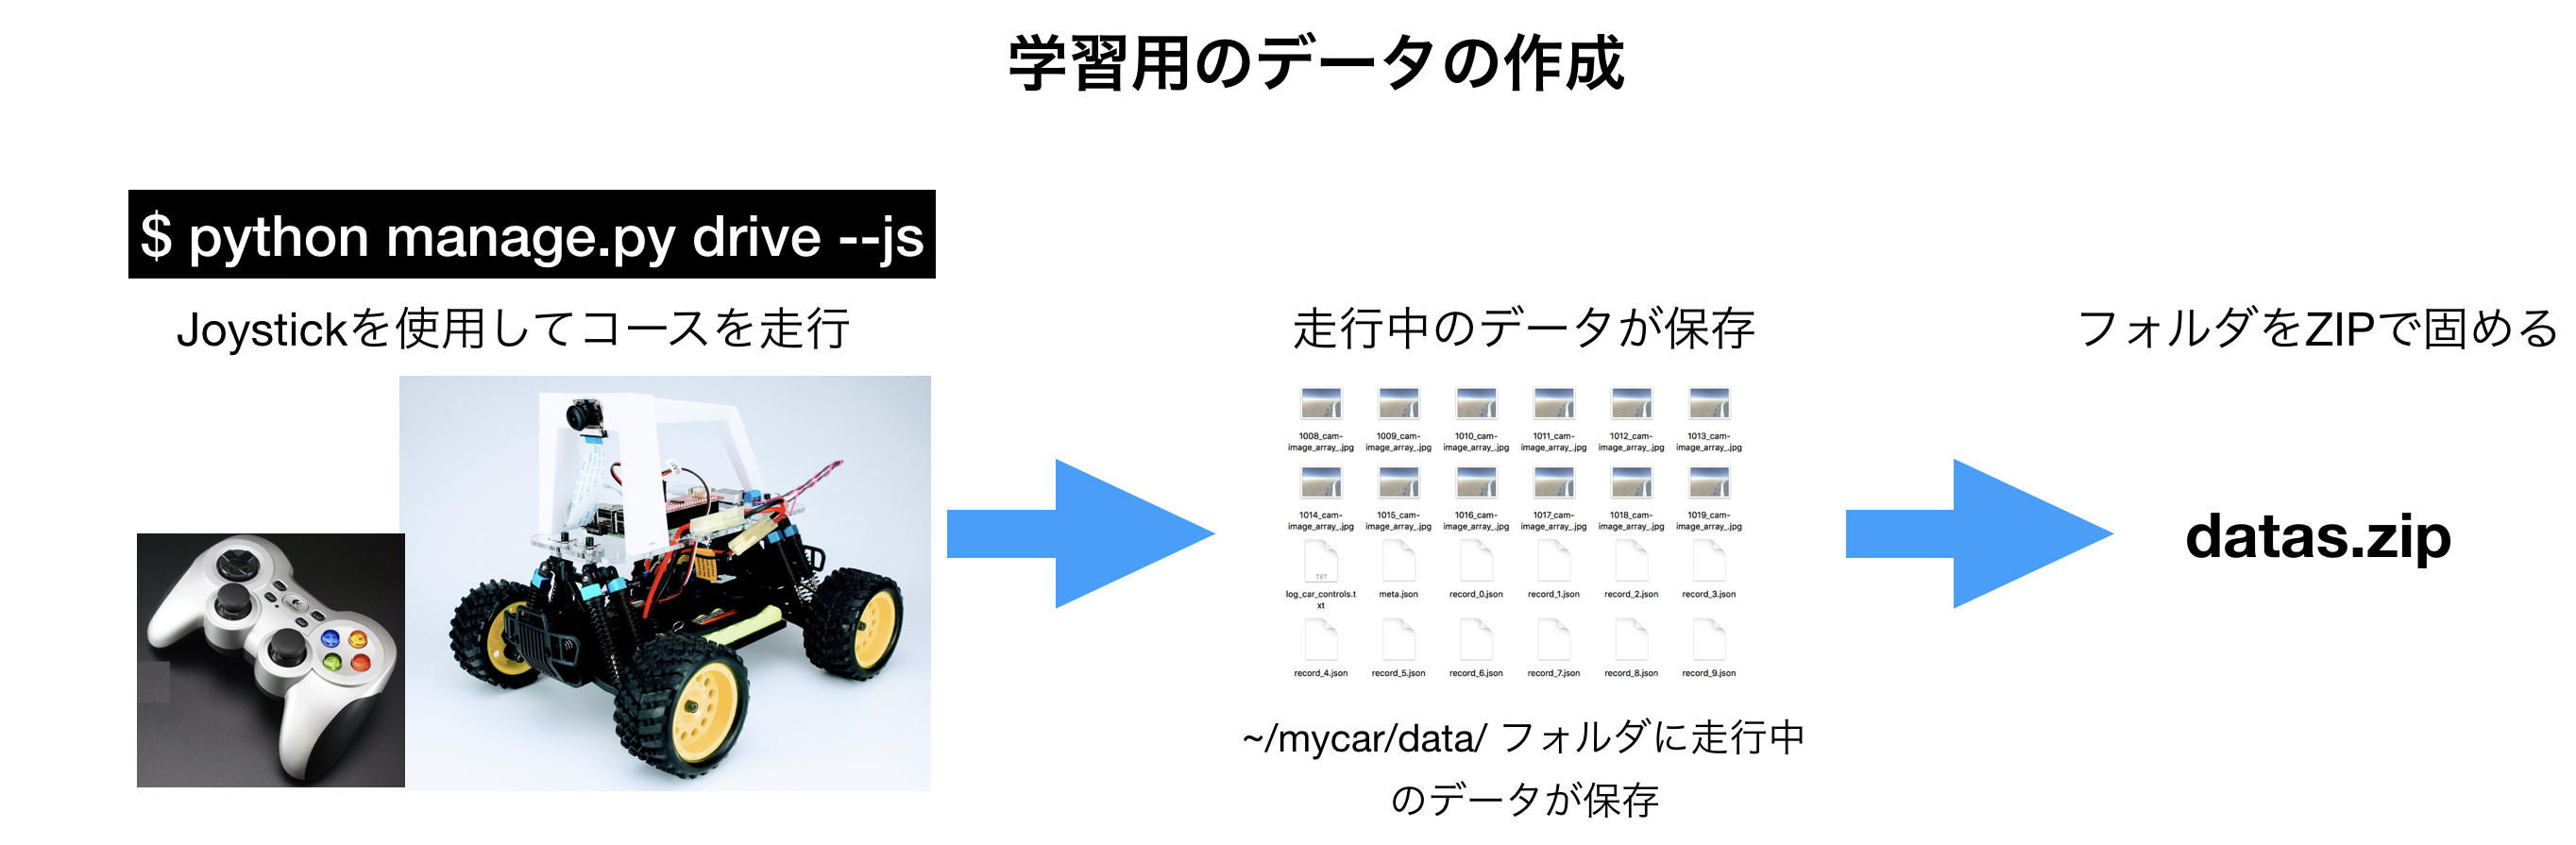 学習用のデータの作成
$ python manage.py drive --js
Joystickを使用してコースを走行
走行中のデータが保存
フォルダをZIPで固める
1008_cam-
image_array_.jpg
1009_cam-
image_array_.jpg
1010_cam-
image_array_.jpg
1011_cam-
image_array_.jpg
1012_cam-
image_array_.jpg
1013_cam-
image_array_.jpg
1014_cam-
image_array_.jpg
1015_cam-
image_array_.jpg
1016_cam-
image_array_.jpg
1017_cam-
image_array_.jpg
1018_cam-
image_array_.jpg
1019_cam-
image_array_.jpg
TXT
log_car_controls.t
xt
meta.json
record_0.json
record_1.json
record_2.json
record_3.json
record_4.json
record_5.json
record_6.json
record_7.json
record_8.json
record_9.json
~/mycar/data/ フォルダに走行中
のデータが保存
datas.zip